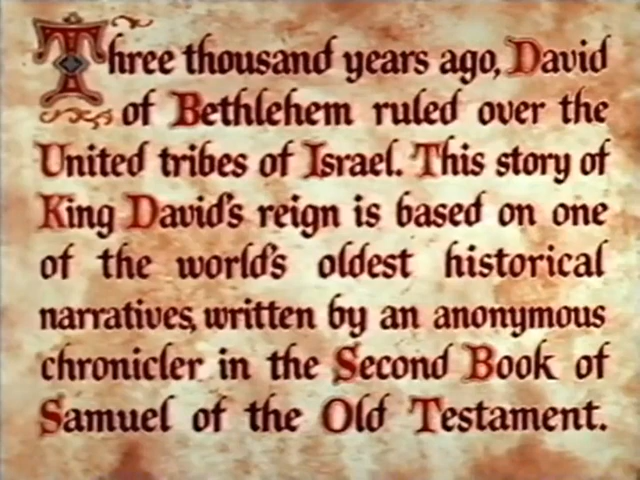 Three thousand years ago, David
of Bethlehem ruled over the
United tribes of Israel. This story of
King David's reign is based on one
of the world's oldest historical
narratives, written by an anonymous
chronicler in the Second Book of
Samuel of the Old Testament.